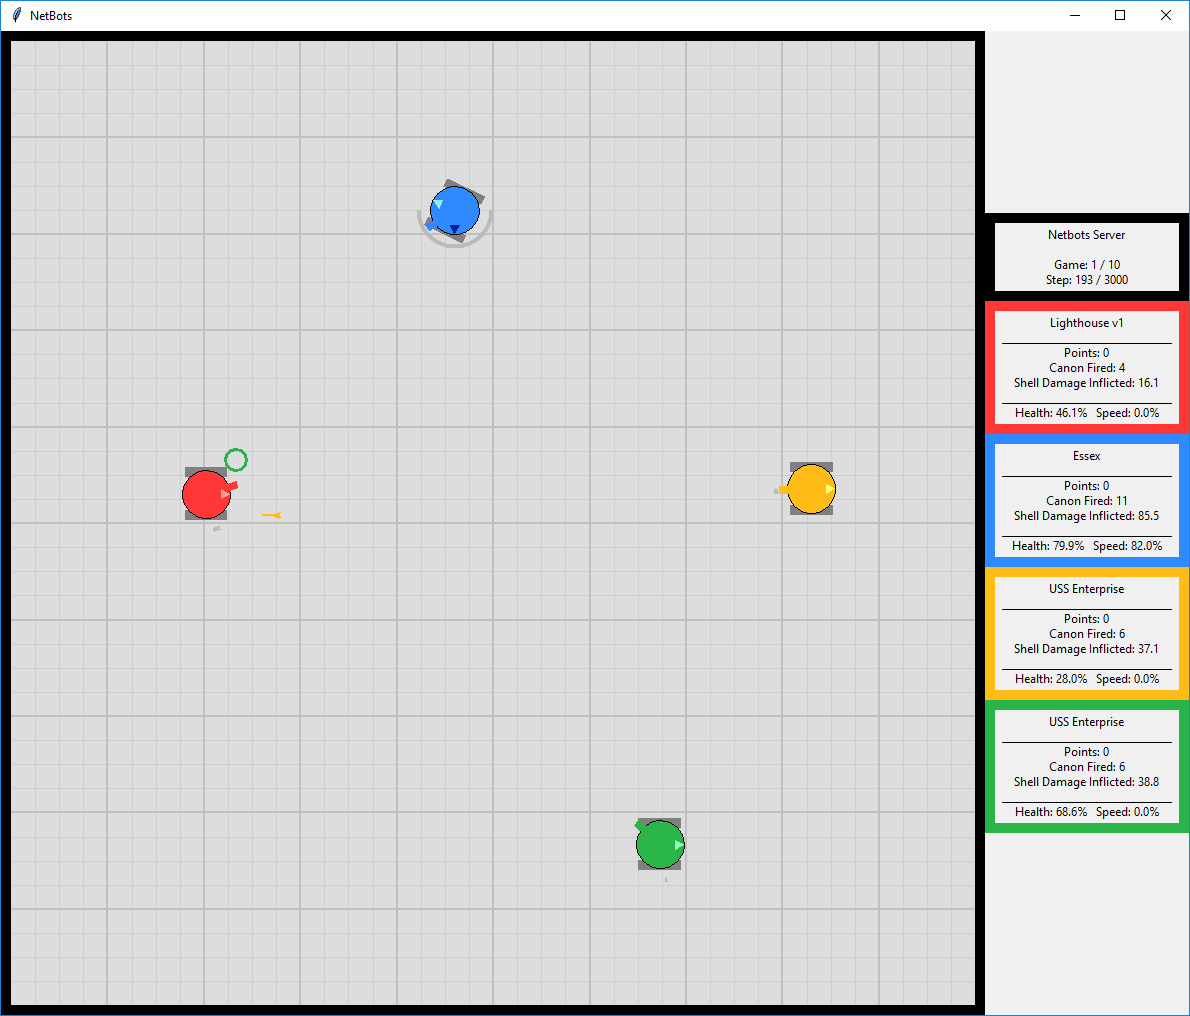 NetBots
Netbots Server
Game: 1 / 10
Step: 193 / 3000
Lighthouse v1
Points: 0
Canon Fired: 4
Shell Damage Inflicted: 16.1
Health: 46.1% Speed: 0.0%
Essex
Points: 0
Canon Fired: 11
Shell Damage Inflicted: 85.5
Health: 79.9% Speed: 82.0%
USS Enterprise
Points: 0
Canon Fired: 6
Shell Damage Inflicted: 37.1
Health: 28.0% Speed: 0.0%
USS Enterprise
Points: 0
Canon Fired: 6
Shell Damage Inflicted: 38.8
Health: 68.6% Speed: 0.0%